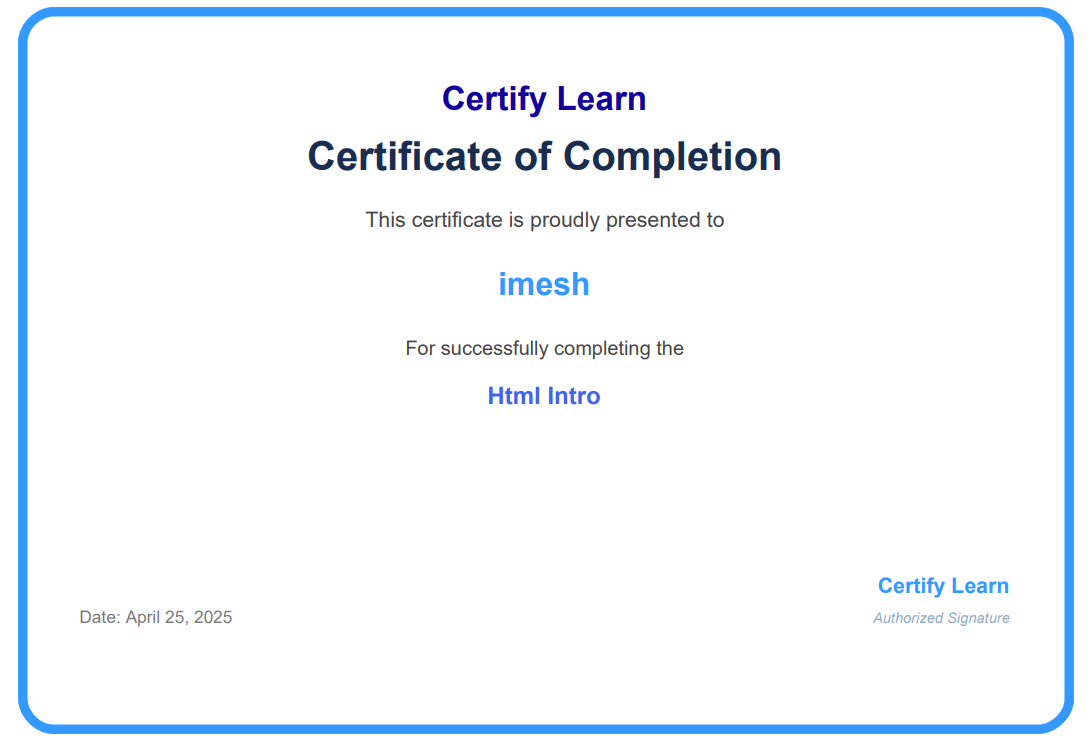 Certify Learn
Certificate of Completion
This certificate is proudly presented to
imesh
For successfully completing the
Html Intro
Certify Learn
Date: April 25, 2025
Authorized Signature